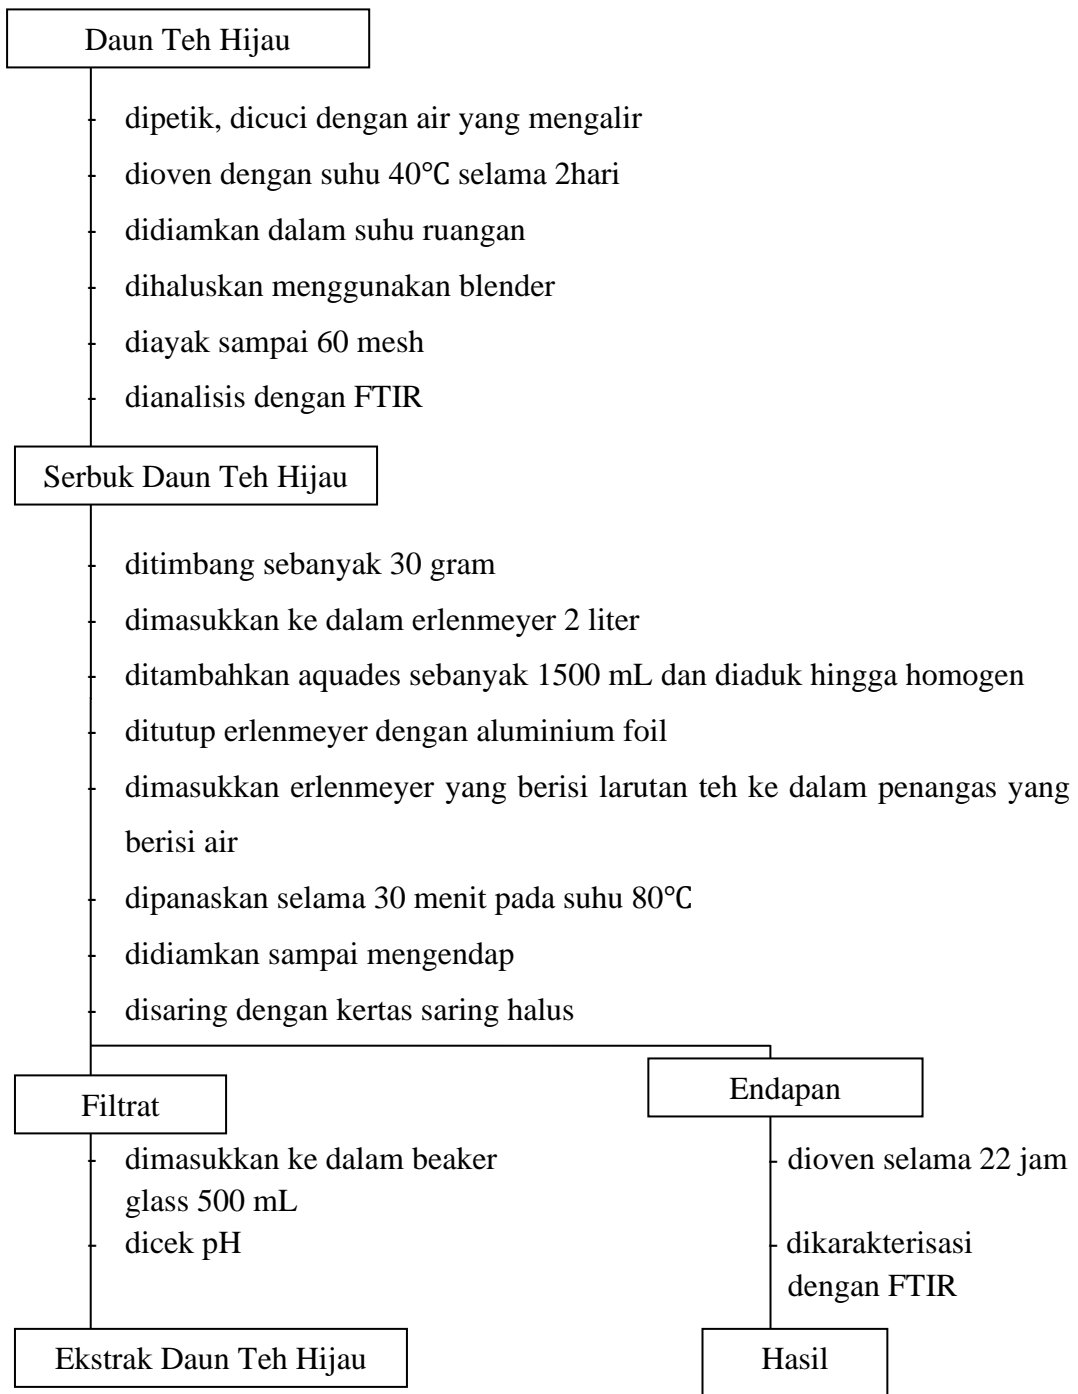 Daun Teh Hijau
- dipetik, dicuci dengan air yang mengalir
- dioven dengan suhu 40℃ selama 2hari
- didiamkan dalam suhu ruangan
- dihaluskan menggunakan blender
- diayak sampai 60 mesh
- dianalisis dengan FTIR
Serbuk Daun Teh Hijau
- ditimbang sebanyak 30 gram
- dimasukkan ke dalam erlenmeyer 2 liter
- ditambahkan aquades sebanyak 1500 mL dan diaduk hingga homogen
- ditutup erlenmeyer dengan aluminium foil
- dimasukkan erlenmeyer yang berisi larutan teh ke dalam penangas yang
berisi air
- dipanaskan selama 30 menit pada suhu 80℃
- didiamkan sampai mengendap
- disaring dengan kertas saring halus
Filtrat
- dimasukkan ke dalam beaker
glass 500 mL
- dicek pH
Ekstrak Daun Teh Hijau
Endapan
- dioven selama 22 jam
- dikarakterisasi
dengan FTIR
Hasil